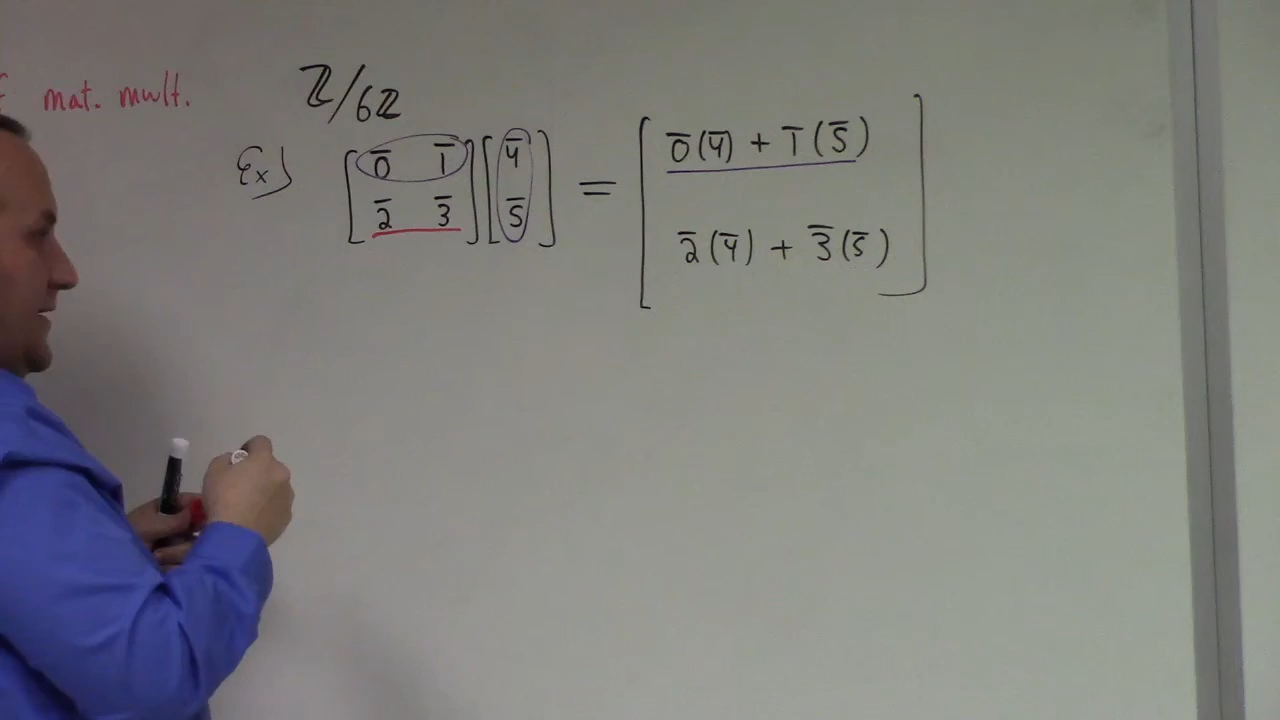 mat. mult.
ℤ/6ℤ
Ex) [0̄ 1̄] [4̄] = [0̄(4̄) + 1̄(5̄)]
[2̄ 3̄] [5̄] [2̄(4̄) + 3̄(5̄)]